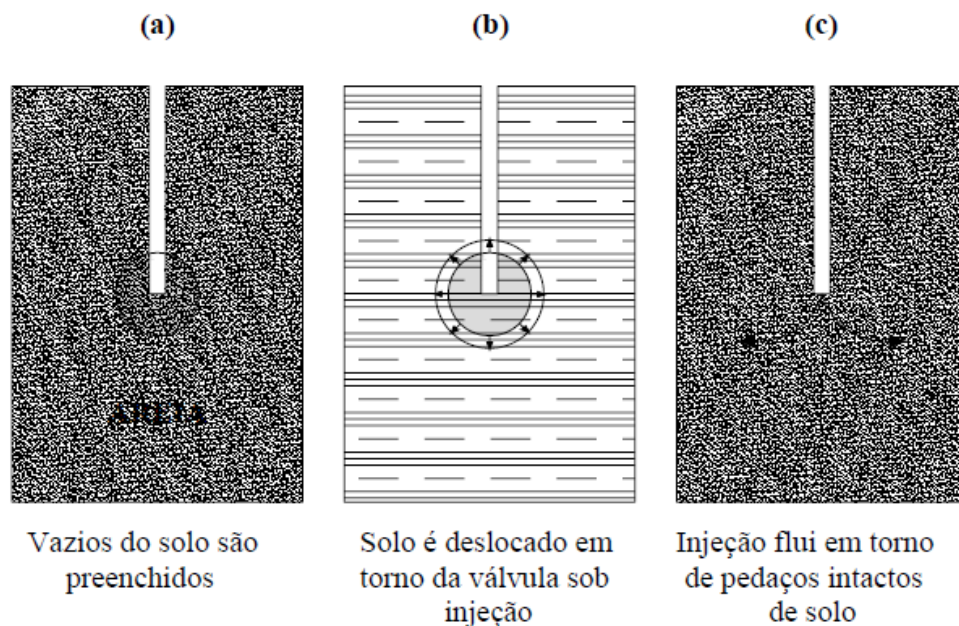 (a)
(b)
(c)
AREIA
Vazios do solo são
preenchidos
Solo é deslocado em
torno da válvula sob
injeção
Injeção flui em torno
de pedaços intactos
de solo